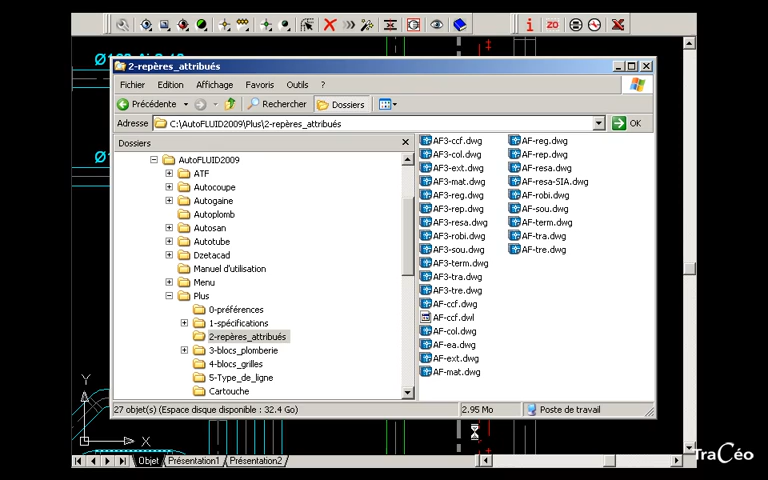 i
ZO
2-repères_attribués
Fichier Edition Affichage Favoris Outils ?
Précédente Rechercher Dossiers
Adresse C:\AutoFLUID2009\Plus\2-repères_attribués OK
Dossiers
AutoFLUID2009
ATF
Autocoupe
Autogaine
Autoplomb
Autosan
Autotube
Dzetacad
Manuel d'utilisation
Menu
Plus
0-préférences
1-spécifications
2-repères_attribués
3-blocs_plomberie
4-blocs_grilles
5-Type_de_ligne
Cartouche
AF3-ccf.dwg
AF3-col.dwg
AF3-ext.dwg
AF3-mat.dwg
AF3-reg.dwg
AF3-rep.dwg
AF3-resa.dwg
AF3-robi.dwg
AF3-sou.dwg
AF3-term.dwg
AF3-tra.dwg
AF3-tre.dwg
AF-ccf.dwg
AF-ccf.dwl
AF-col.dwg
AF-ea.dwg
AF-ext.dwg
AF-mat.dwg
AF-reg.dwg
AF-rep.dwg
AF-resa.dwg
AF-resa-SIA.dwg
AF-robi.dwg
AF-sou.dwg
AF-term.dwg
AF-tra.dwg
AF-tre.dwg
27 objet(s) (Espace disque disponible : 32.4 Go) 2.95 Mo Poste de travail
Y
X
Objet Présentation1 Présentation2
TraCéo